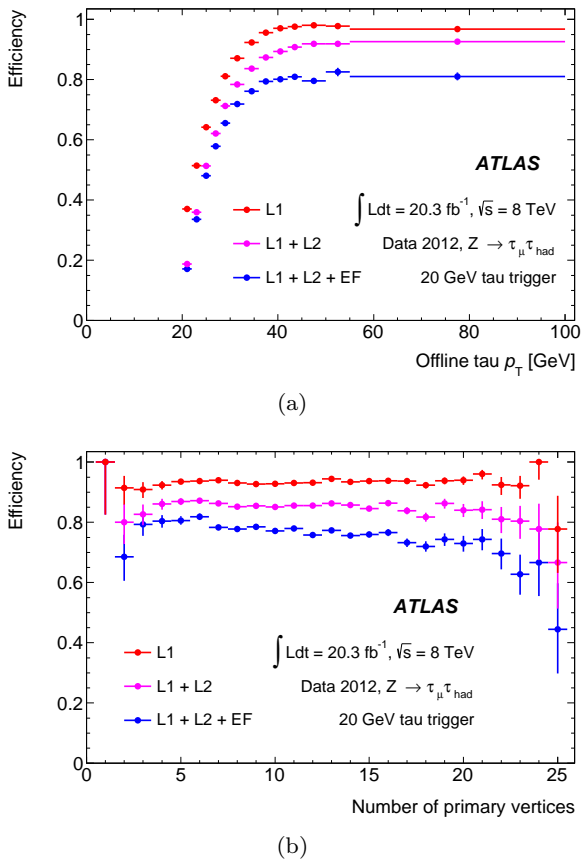 Efficiency
1
0.8
0.6
0.4
0.2
0
ATLAS
L1
∫ Ldt = 20.3 fb⁻¹, √s = 8 TeV
L1 + L2
Data 2012, Z → τ_μ τ_had
L1 + L2 + EF
20 GeV tau trigger
0 20 40 60 80 100
Offline tau p_T [GeV]
(a)
Efficiency
1
0.8
0.6
0.4
0.2
0
ATLAS
L1
∫ Ldt = 20.3 fb⁻¹, √s = 8 TeV
L1 + L2
Data 2012, Z → τ_μ τ_had
L1 + L2 + EF
20 GeV tau trigger
0 5 10 15 20 25
Number of primary vertices
(b)